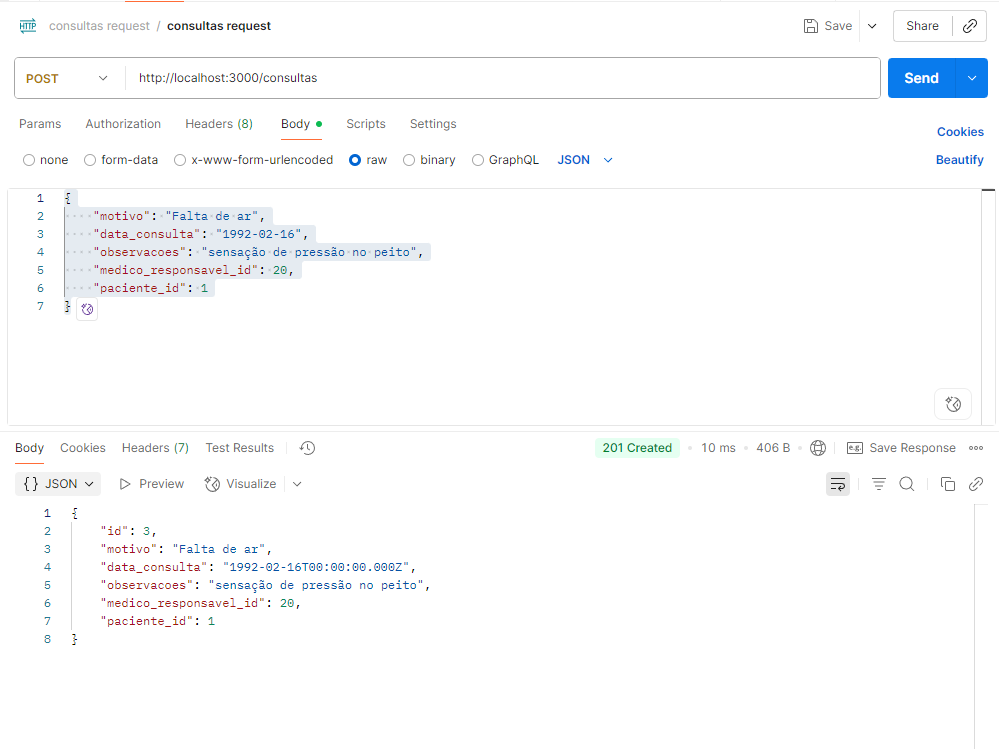 HTTP consultas request / consultas request Save Share
POST http://localhost:3000/consultas Send
Params Authorization Headers (8) Body Scripts Settings Cookies
none form-data x-www-form-urlencoded raw binary GraphQL JSON Beautify
1 {
2 "motivo": "Falta de ar",
3 "data_consulta": "1992-02-16",
4 "observacoes": "sensação de pressão no peito",
5 "medico_responsavel_id": 20,
6 "paciente_id": 1
7 }
Body Cookies Headers (7) Test Results 201 Created 10 ms 406 B e.g. Save Response
{} JSON Preview Visualize
1 {
2 "id": 3,
3 "motivo": "Falta de ar",
4 "data_consulta": "1992-02-16T00:00:00.000Z",
5 "observacoes": "sensação de pressão no peito",
6 "medico_responsavel_id": 20,
7 "paciente_id": 1
8 }